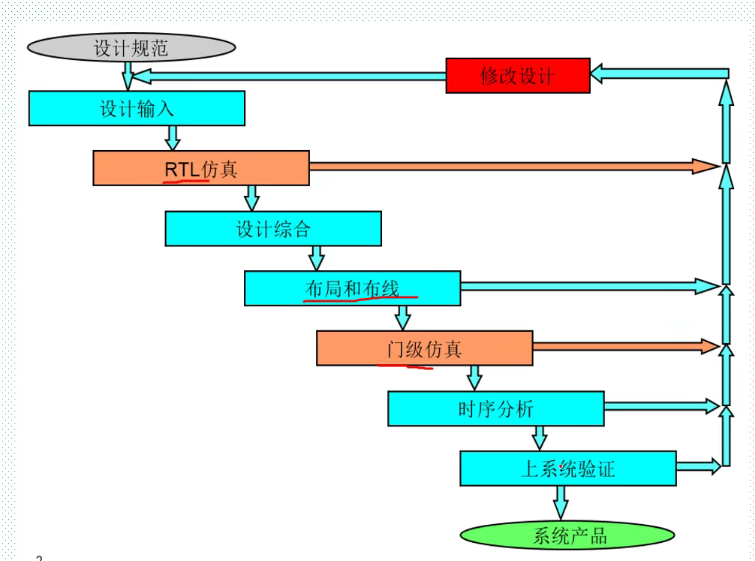 设计规范
修改设计
设计输入
RTL仿真
设计综合
布局和布线
门级仿真
时序分析
上系统验证
系统产品
2